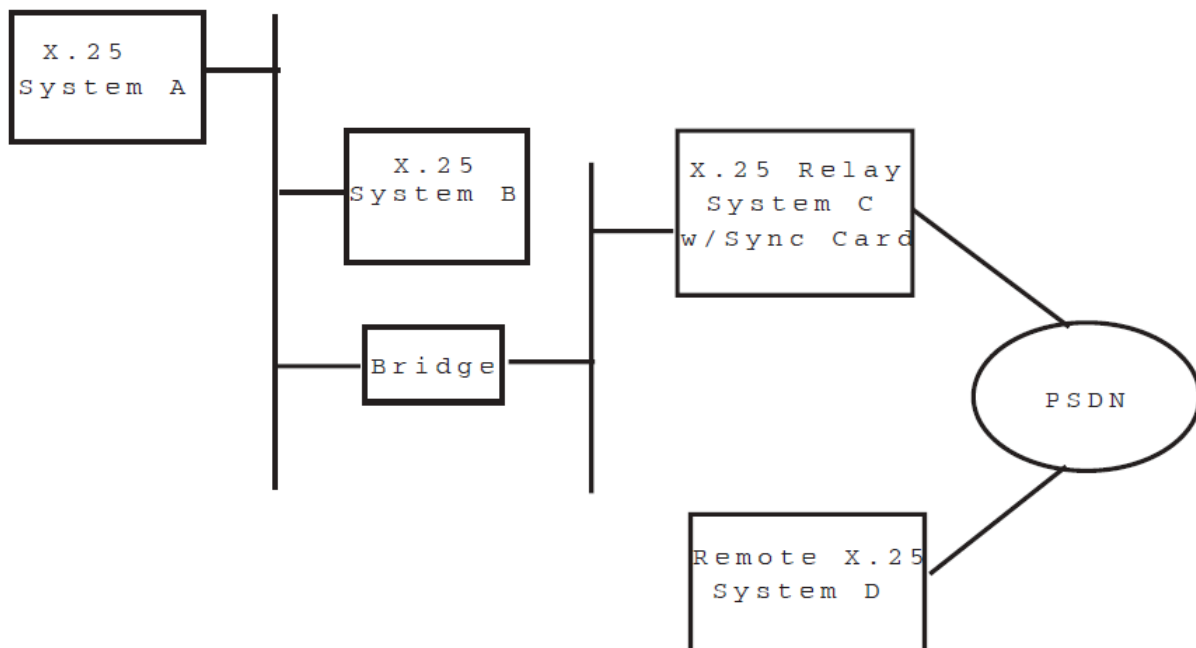 X.25
System A
X.25
System B
Bridge
X.25 Relay
System C
w/Sync Card
PSDN
Remote X.25
System D